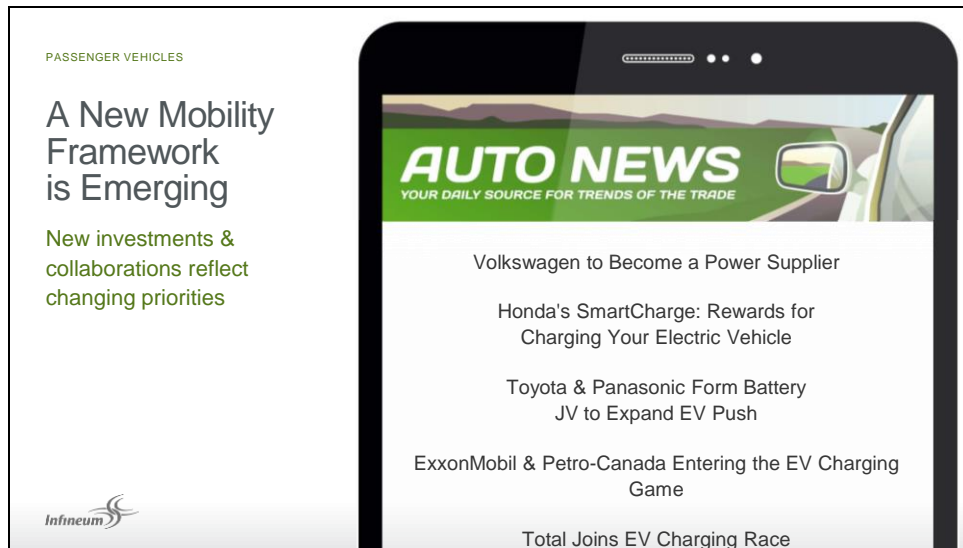 PASSENGER VEHICLES
A New Mobility
Framework
is Emerging
New investments &
collaborations reflect
changing priorities
Infineum
AUTO NEWS
YOUR DAILY SOURCE FOR TRENDS OF THE TRADE
Volkswagen to Become a Power Supplier
Honda's SmartCharge: Rewards for
Charging Your Electric Vehicle
Toyota & Panasonic Form Battery
JV to Expand EV Push
ExxonMobil & Petro-Canada Entering the EV Charging
Game
Total Joins EV Charging Race